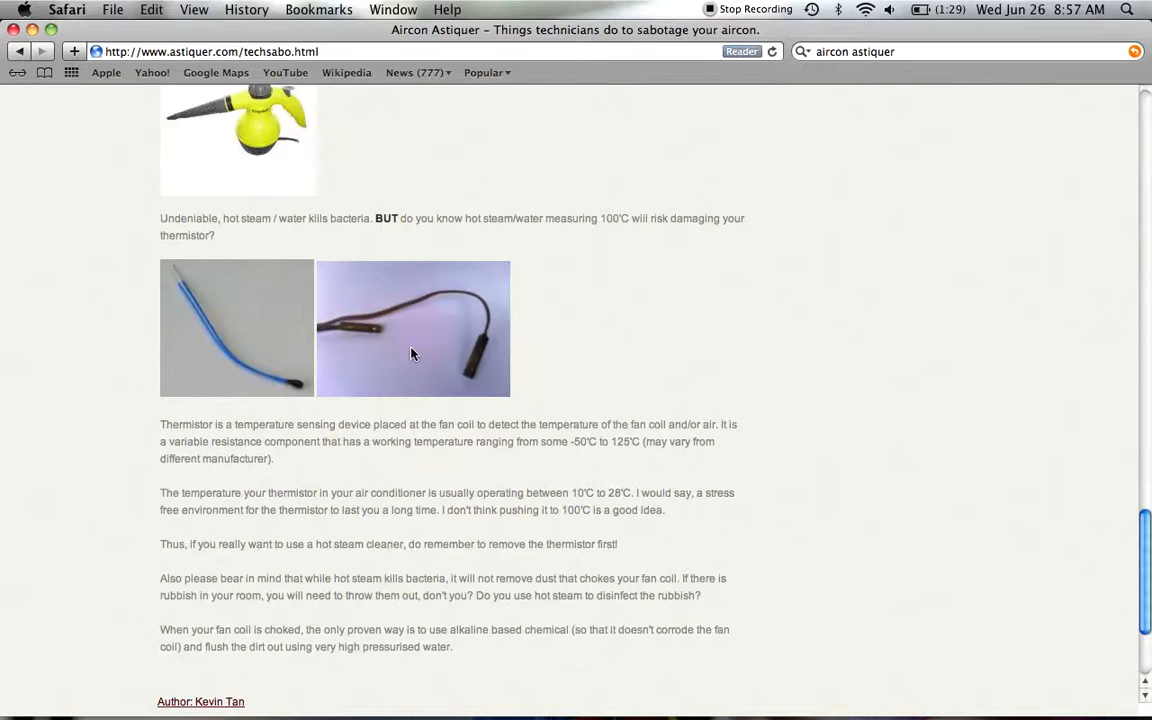 Safari File Edit View History Bookmarks Window Help Stop Recording (1:29) Wed Jun 26 8:57 AM
Aircon Astiquer – Things technicians do to sabotage your aircon.
http://www.astiquer.com/techsabo.html Reader aircon astiquer
Apple Yahoo! Google Maps YouTube Wikipedia News (777) Popular
Undeniable, hot steam / water kills bacteria. BUT do you know hot steam/water measuring 100'C will risk damaging your
thermistor?
Thermistor is a temperature sensing device placed at the fan coil to detect the temperature of the fan coil and/or air. It is
a variable resistance component that has a working temperature ranging from some -50'C to 125'C (may vary from
different manufacturer).
The temperature your thermistor in your air conditioner is usually operating between 10'C to 28'C. I would say, a stress
free environment for the thermistor to last you a long time. I don't think pushing it to 100'C is a good idea.
Thus, if you really want to use a hot steam cleaner, do remember to remove the thermistor first!
Also please bear in mind that while hot steam kills bacteria, it will not remove dust that chokes your fan coil. If there is
rubbish in your room, you will need to throw them out, don't you? Do you use hot steam to disinfect the rubbish?
When your fan coil is choked, the only proven way is to use alkaline based chemical (so that it doesn't corrode the fan
coil) and flush the dirt out using very high pressurised water.
Author: Kevin Tan